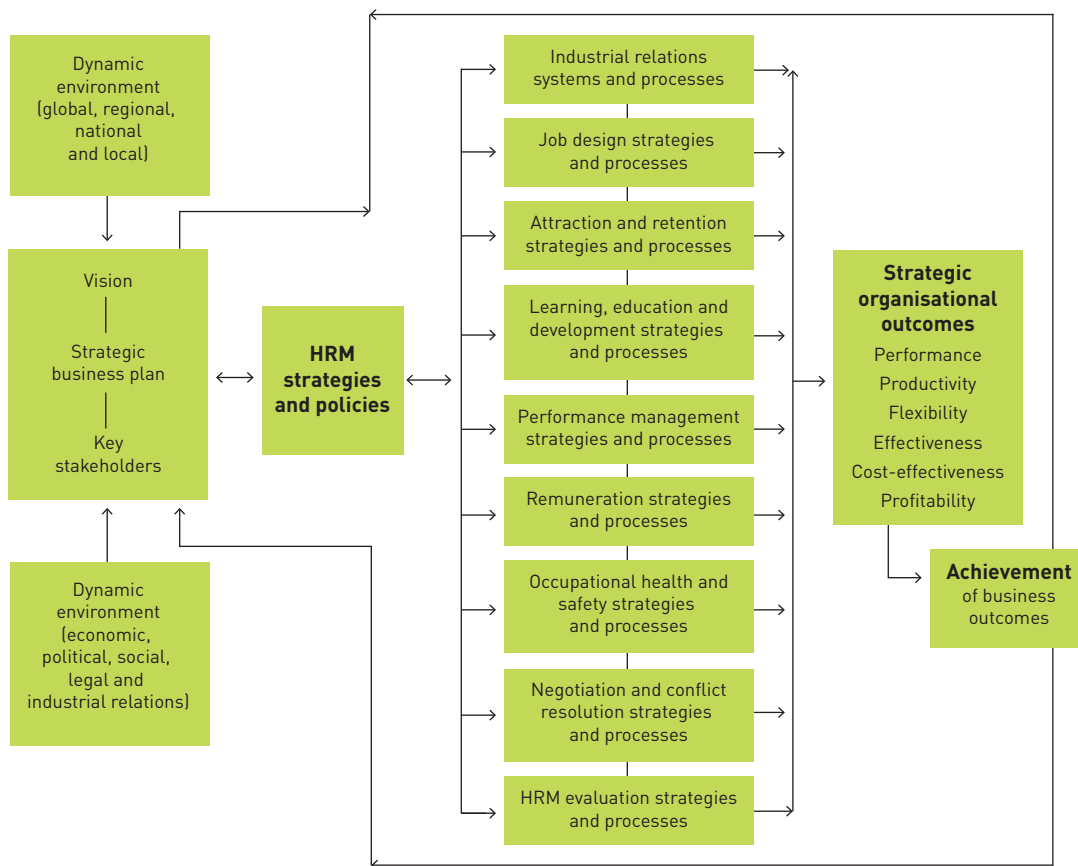 Dynamic
environment
(global, regional,
national
and local)
Vision
Strategic
business plan
Key
stakeholders
Dynamic
environment
(economic,
political, social,
legal and
industrial relations)
HRM
strategies
and policies
Industrial relations
systems and processes
Job design strategies
and processes
Attraction and retention
strategies and processes
Learning, education and
development strategies
and processes
Performance management
strategies and processes
Remuneration strategies
and processes
Occupational health and
safety strategies
and processes
Negotiation and conflict
resolution strategies
and processes
HRM evaluation strategies
and processes
Strategic
organisational
outcomes
Performance
Productivity
Flexibility
Effectiveness
Cost-effectiveness
Profitability
Achievement
of business
outcomes